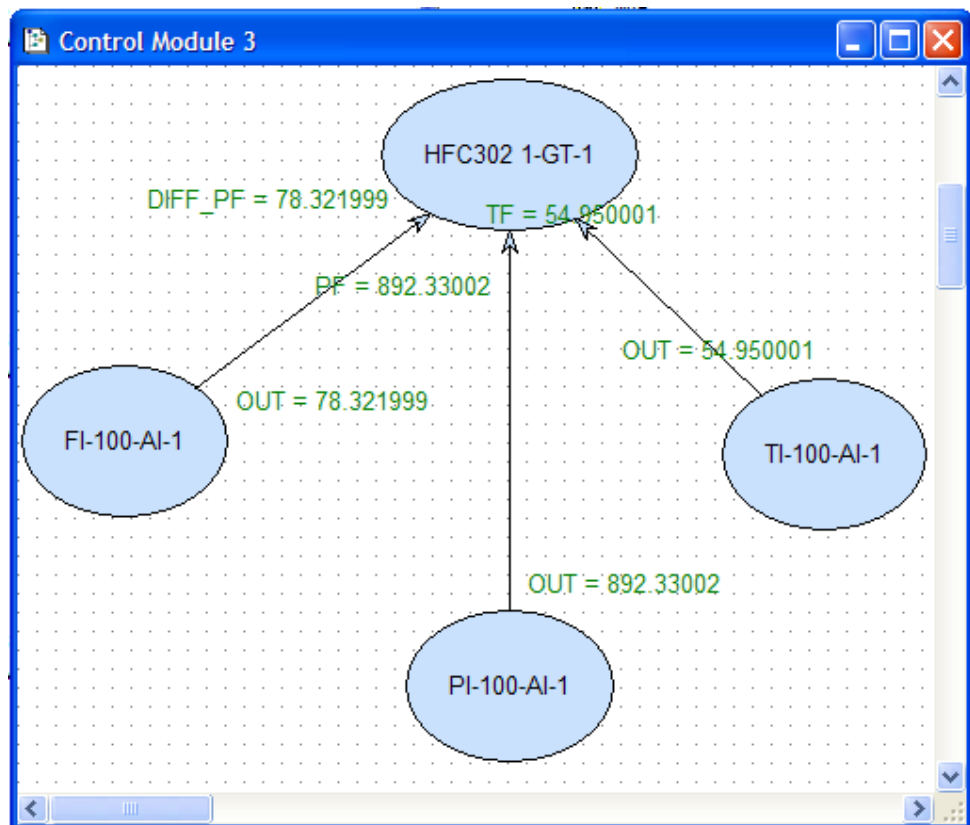 Control Module 3
HFC302 1-GT-1
DIFF_PF = 78.321999
TF = 54.950001
PF = 892.33002
OUT = 54.950001
OUT = 78.321999
FI-100-AI-1
TI-100-AI-1
OUT = 892.33002
PI-100-AI-1